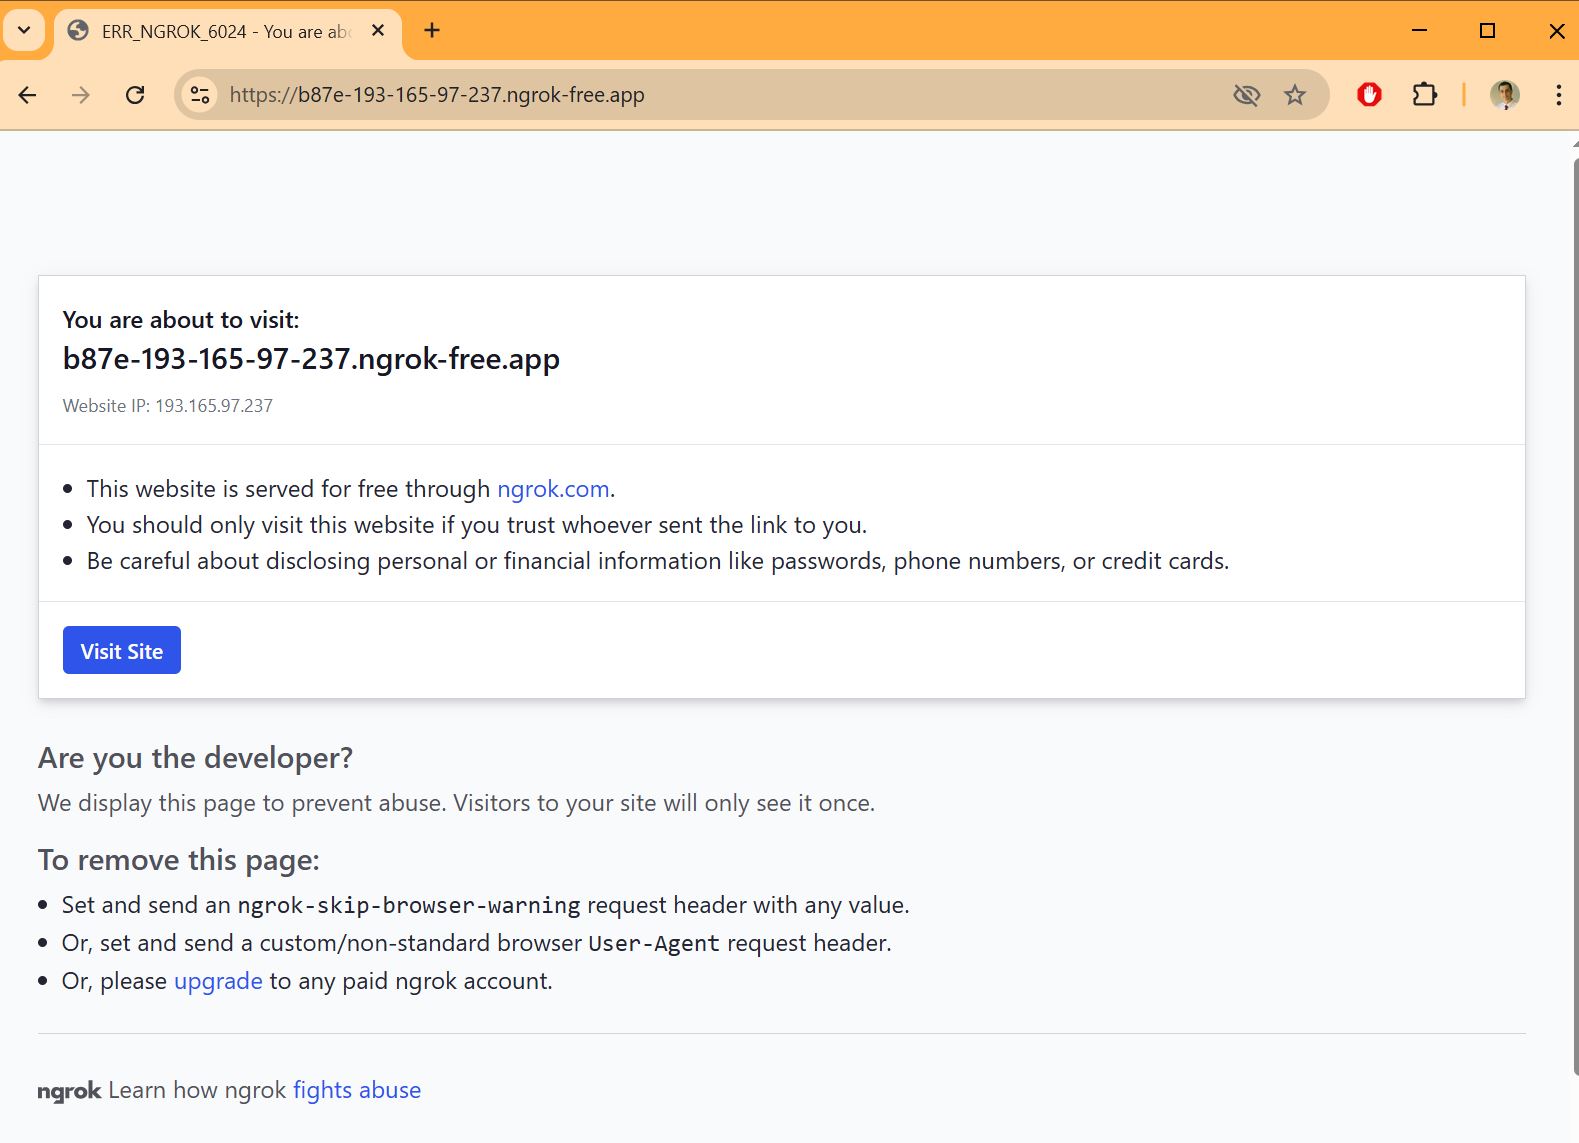 ERR_NGROK_6024 - You are abo
https://b87e-193-165-97-237.ngrok-free.app
You are about to visit:
b87e-193-165-97-237.ngrok-free.app
Website IP: 193.165.97.237
This website is served for free through ngrok.com.
You should only visit this website if you trust whoever sent the link to you.
Be careful about disclosing personal or financial information like passwords, phone numbers, or credit cards.
Visit Site
Are you the developer?
We display this page to prevent abuse. Visitors to your site will only see it once.
To remove this page:
Set and send an ngrok-skip-browser-warning request header with any value.
Or, set and send a custom/non-standard browser User-Agent request header.
Or, please upgrade to any paid ngrok account.
ngrok Learn how ngrok fights abuse